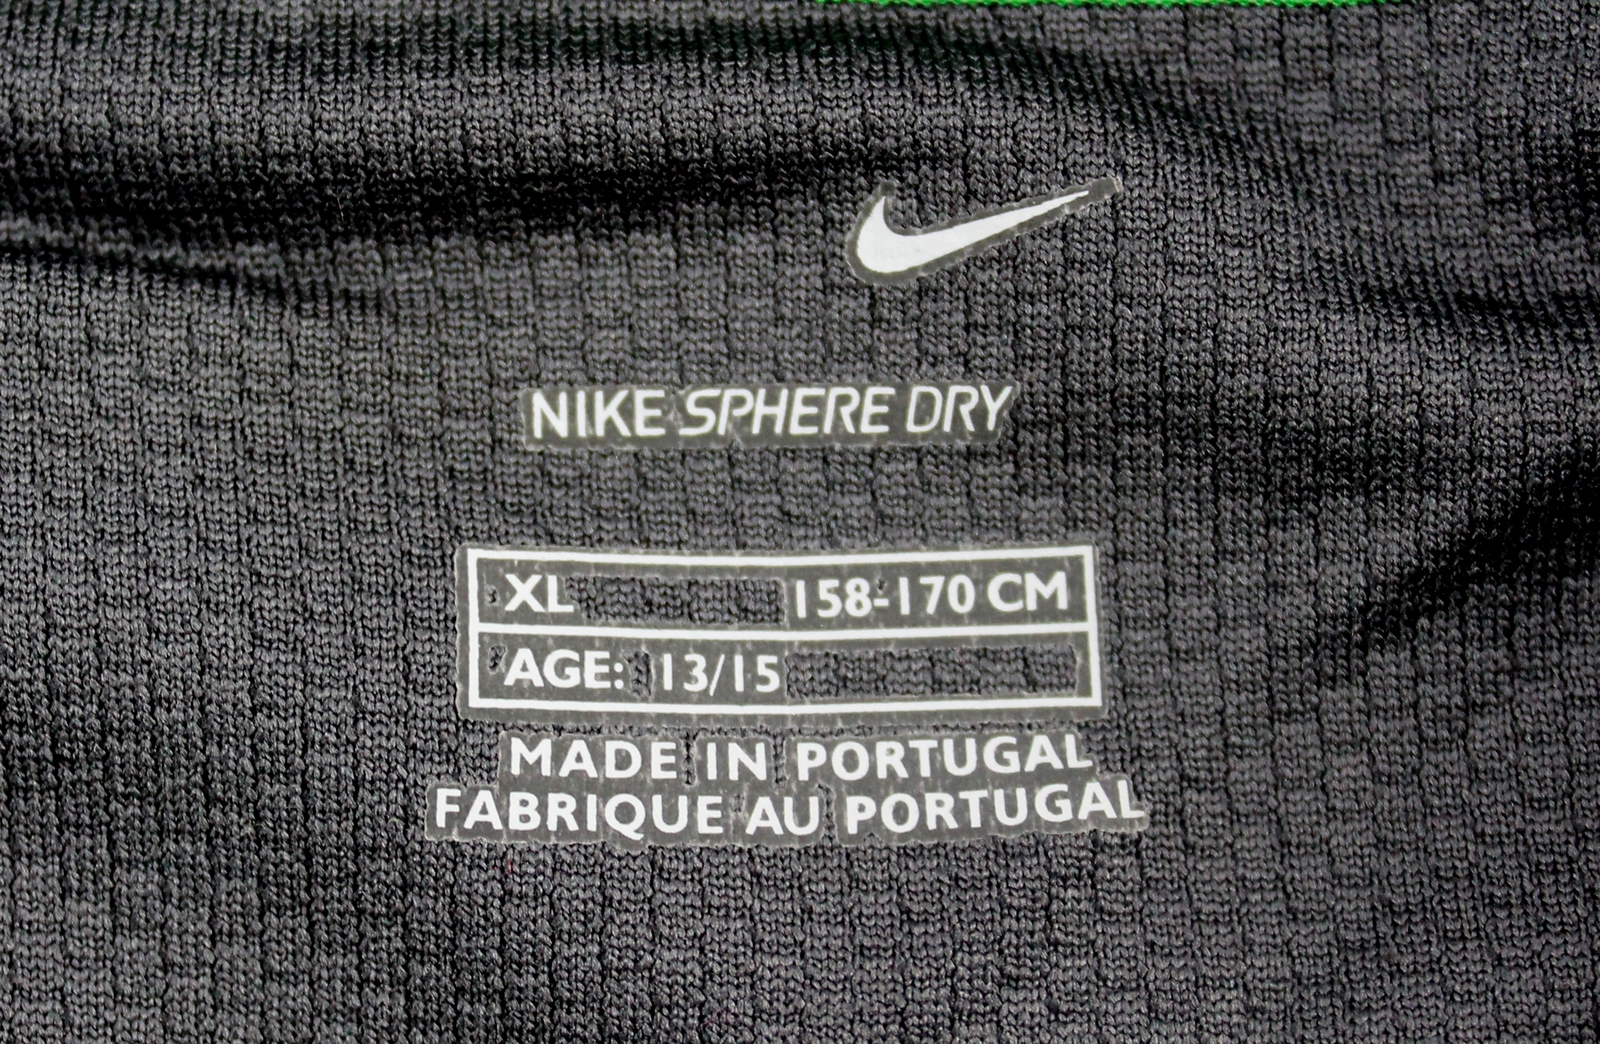 NIKE SPHERE DRY
XL 158-170 CM
AGE: 13/15
MADE IN PORTUGAL
FABRIQUE AU PORTUGAL